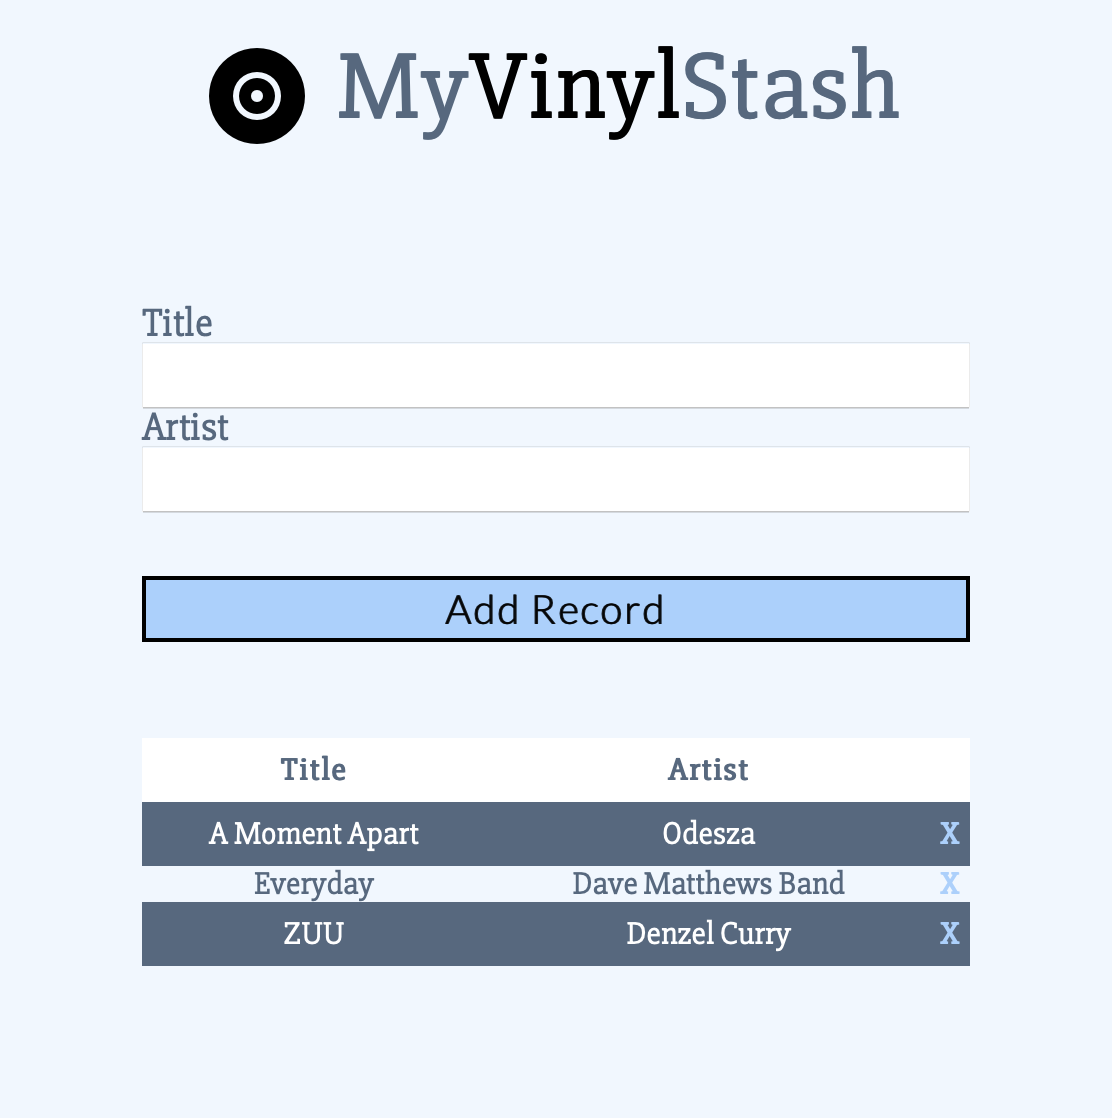 MyVinylStash
Title
Artist
Add Record
Title Artist
A Moment Apart Odesza X
Everyday Dave Matthews Band X
ZUU Denzel Curry X